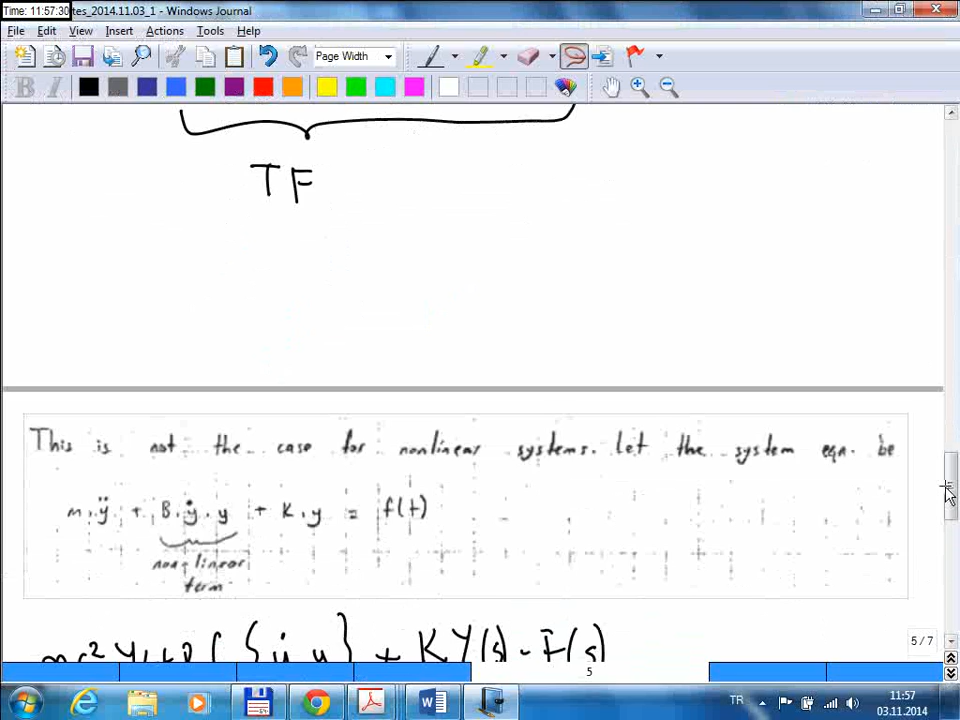 Time: 11:57:30 tes_2014.11.03_1 - Windows Journal
File Edit View Insert Actions Tools Help
Page Width
B I
T F
This is not the case for nonlinear systems. Let the system eqn. be
m.ÿ + B.ẏ.y + K.y = f(t)
non-linear
term
+ K Y(s) = F(s)
5 / 7
5
TR
11:57
03.11.2014